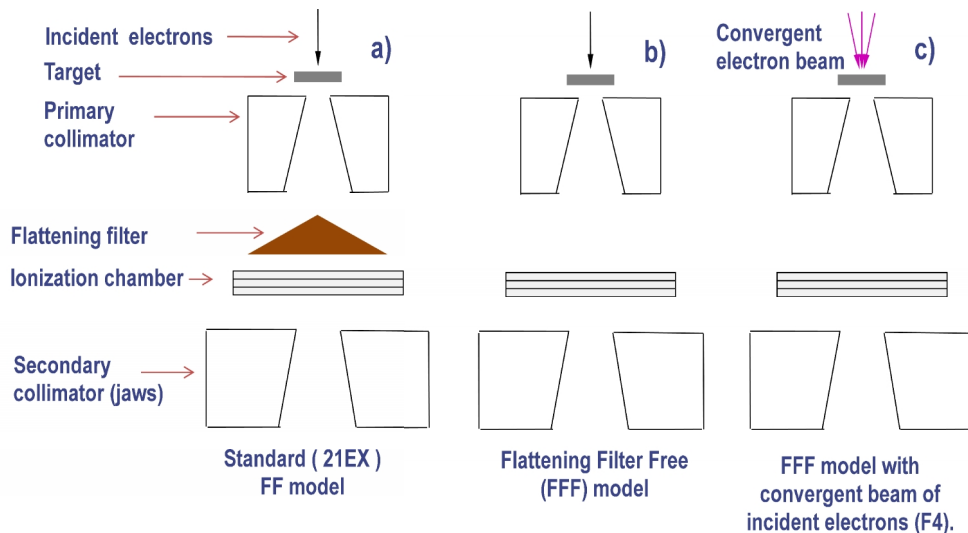 Incident electrons
a)
Target
Primary
collimator
Flattening filter
Ionization chamber
Secondary
collimator (jaws)
Standard ( 21EX )
FF model
b)
Flattening Filter Free
(FFF) model
Convergent
electron beam
c)
FFF model with
convergent beam of
incident electrons (F4).